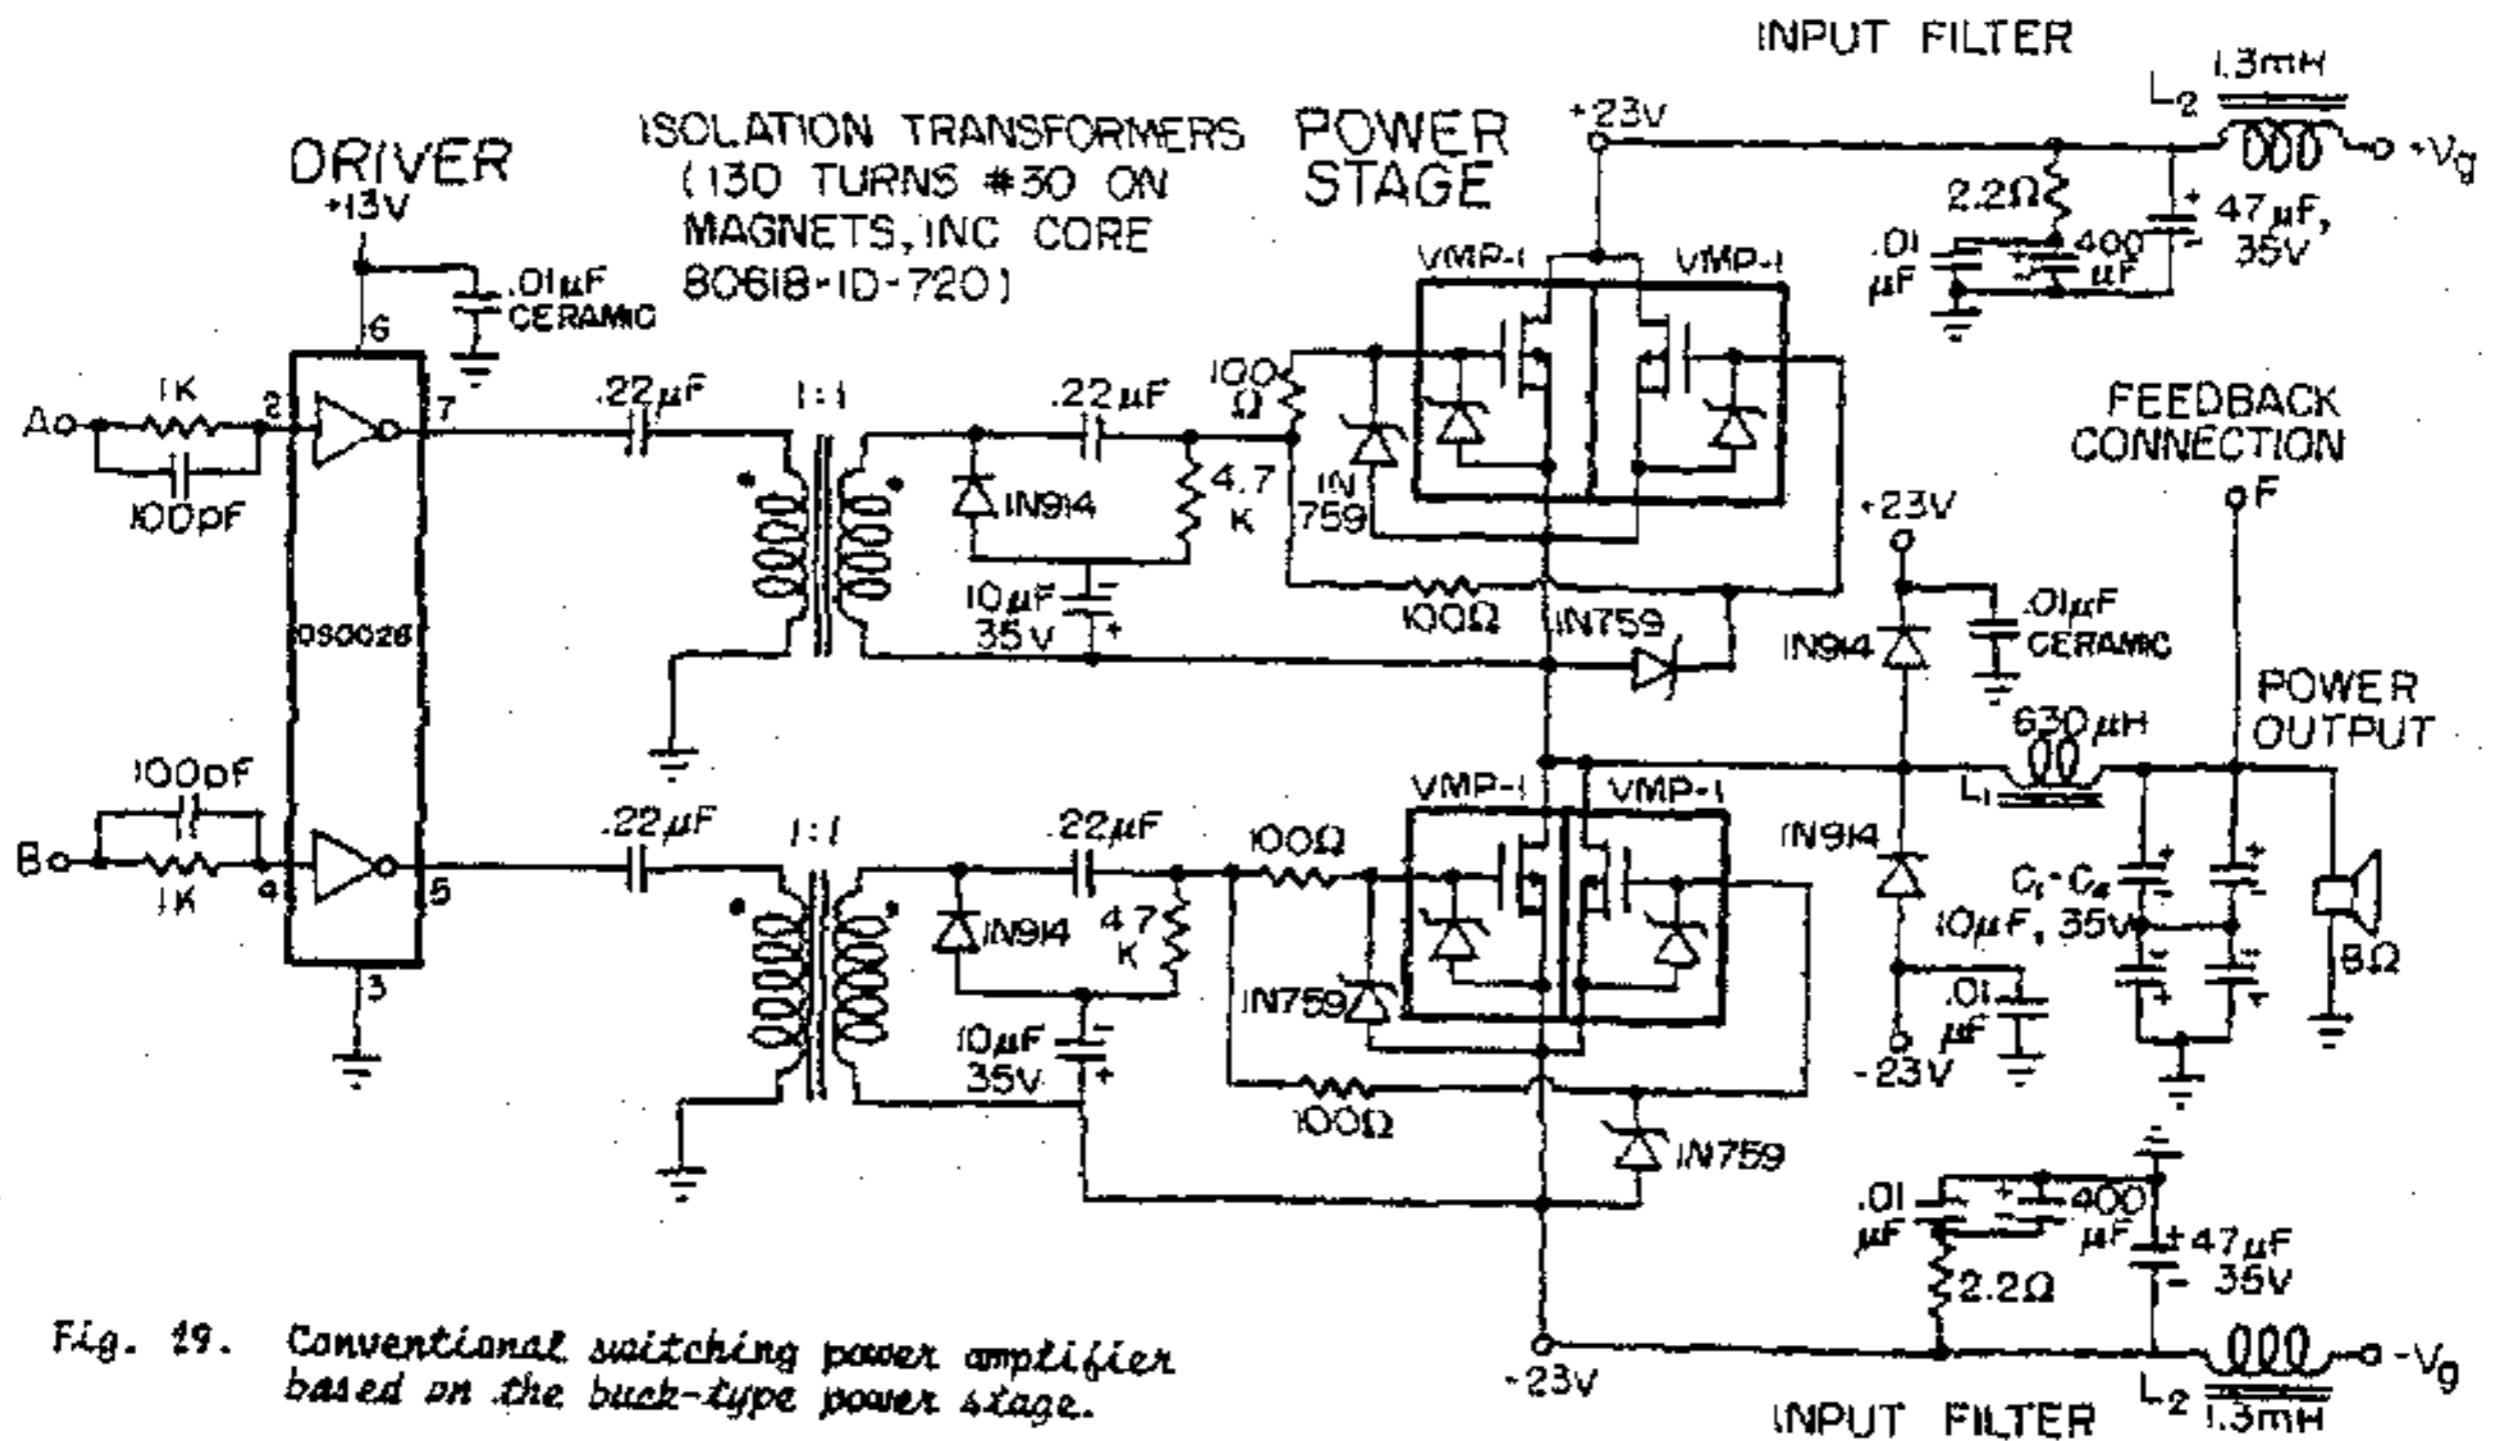 INPUT FILTER
1.3mH
L2
+23V
+Vg
DRIVER
+13V
ISOLATION TRANSFORMERS
(130 TURNS #30 ON
MAGNETS, INC CORE
80618-1D-720)
POWER
STAGE
2.2Ω
47μF,
35V
.01
μF
400
μF
VMP-1
VMP-1
.01μF
CERAMIC
6
1K
A
2
7
100pF
.22μF
1:1
.22μF
100
Ω
1N914
4.7
K
1N
759
FEEDBACK
CONNECTION
F
+23V
10μF
35V
100Ω
1N759
1N914
.01μF
CERAMIC
DS0026
POWER
OUTPUT
630μH
L1
100pF
B
4
5
1K
.22μF
1:1
.22μF
100Ω
VMP-1
VMP-1
1N914
1N914
4.7
K
C1-C4
10μF, 35V
8Ω
3
10μF
35V
1N759
100Ω
1N759
.01
μF
-23V
.01
μF
400
μF
47μF
35V
2.2Ω
-23V
-Vg
L2
1.3mH
INPUT FILTER
Fig. 19. Conventional switching power amplifier
based on the buck-type power stage.